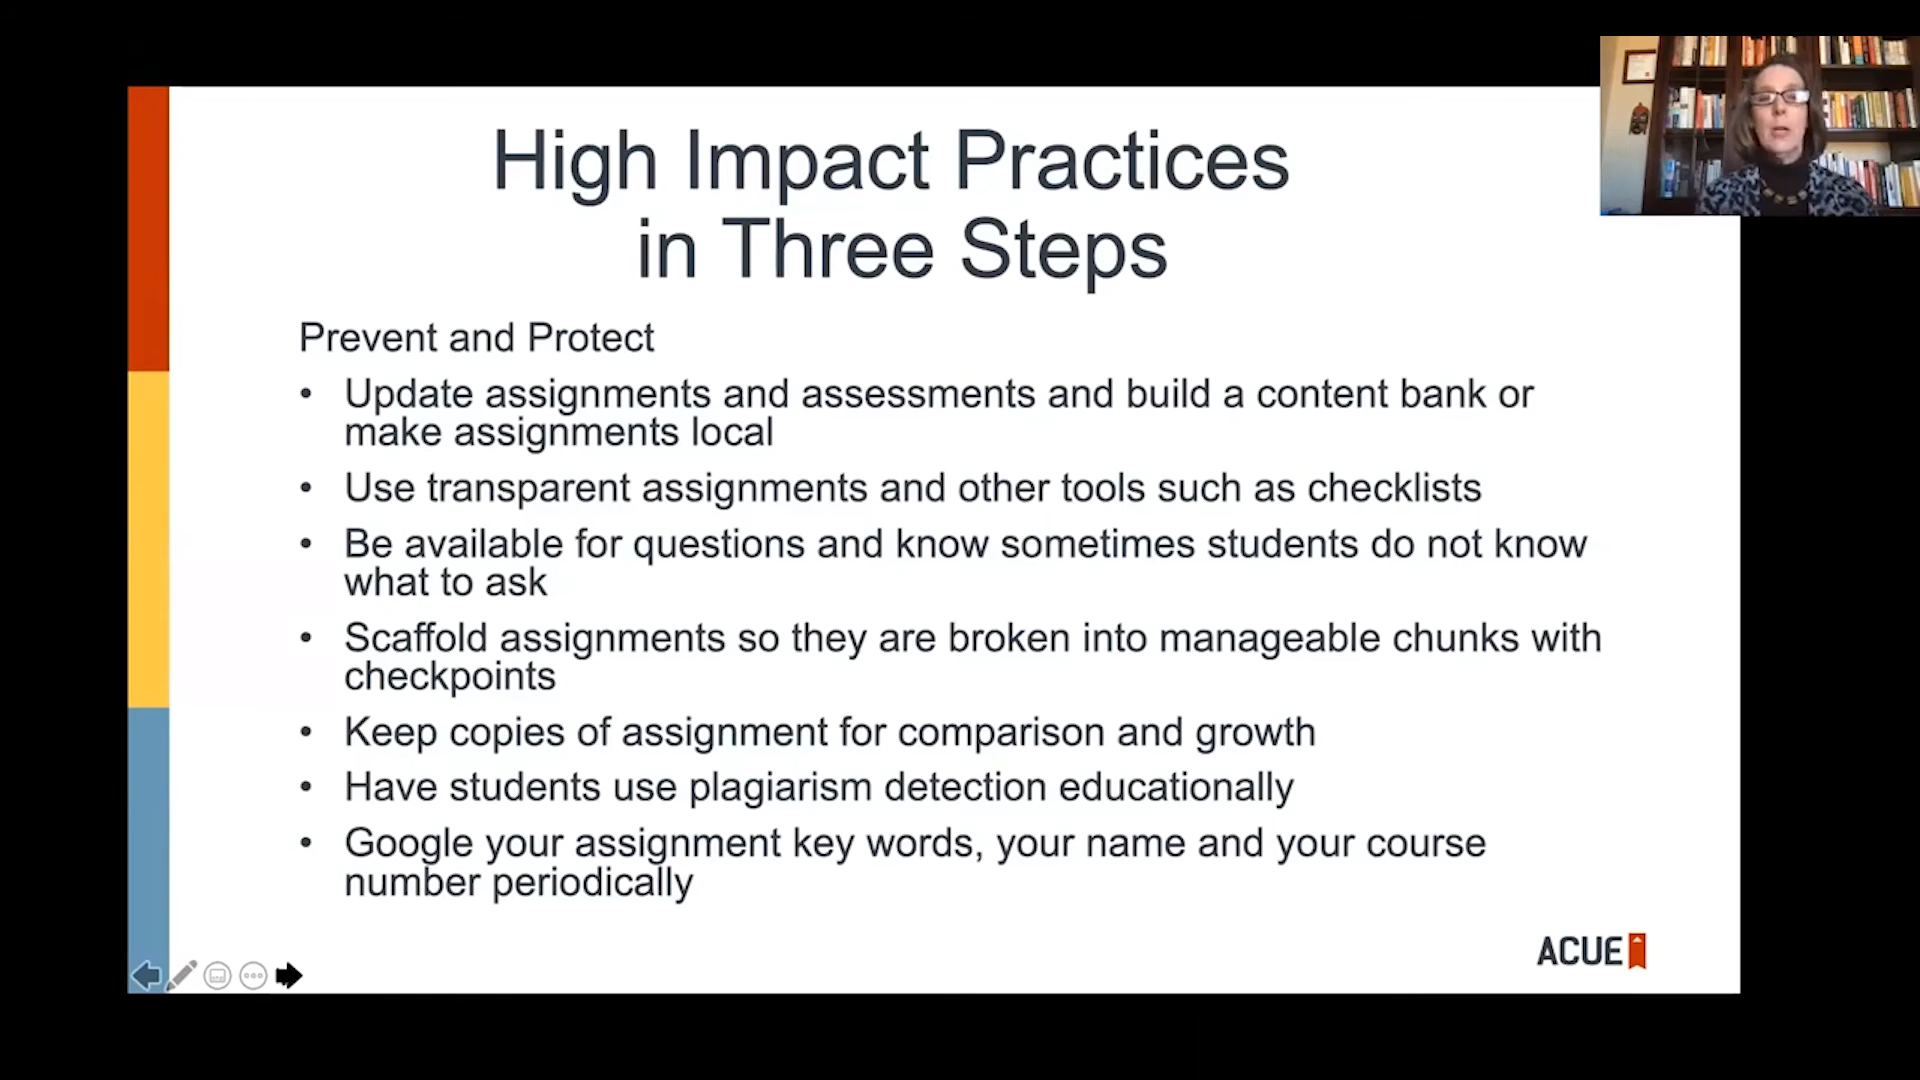 High Impact Practices
in Three Steps
Prevent and Protect
• Update assignments and assessments and build a content bank or
make assignments local
• Use transparent assignments and other tools such as checklists
• Be available for questions and know sometimes students do not know
what to ask
• Scaffold assignments so they are broken into manageable chunks with
checkpoints
• Keep copies of assignment for comparison and growth
• Have students use plagiarism detection educationally
• Google your assignment key words, your name and your course
number periodically
ACUE